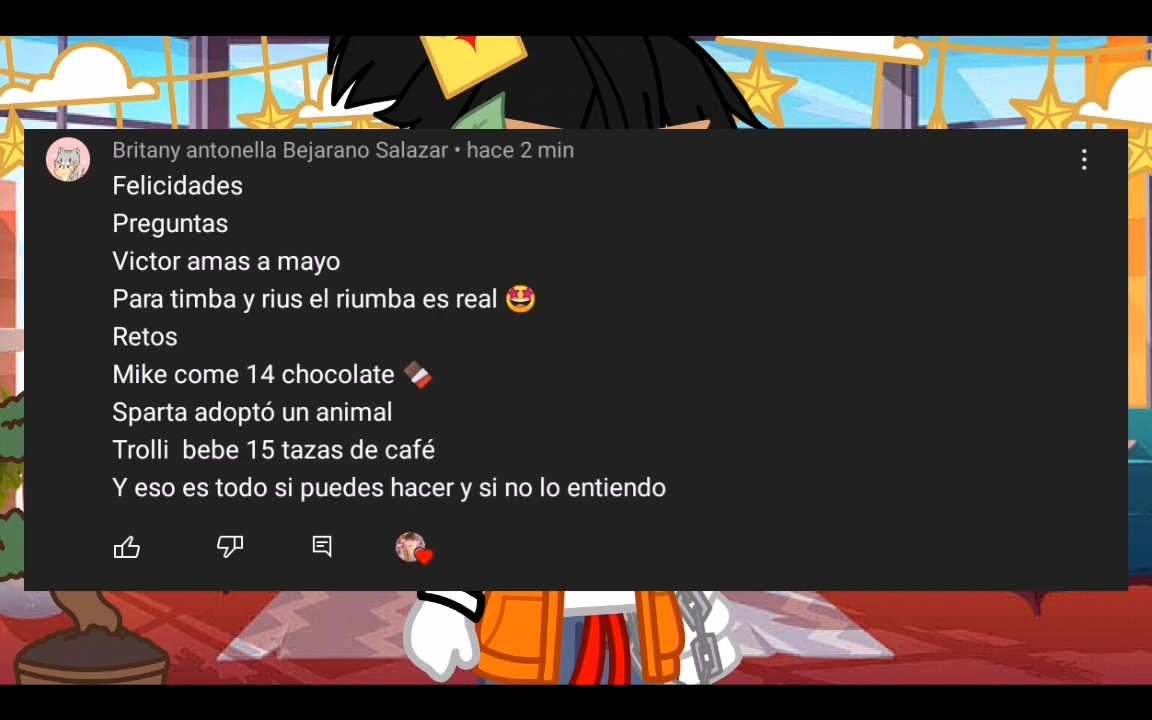 Britany antonella Bejarano Salazar • hace 2 min
Felicidades
Preguntas
Victor amas a mayo
Para timba y rius el riumba es real 🤩
Retos
Mike come 14 chocolate 🍫
Sparta adoptó un animal
Trolli bebe 15 tazas de café
Y eso es todo si puedes hacer y si no lo entiendo